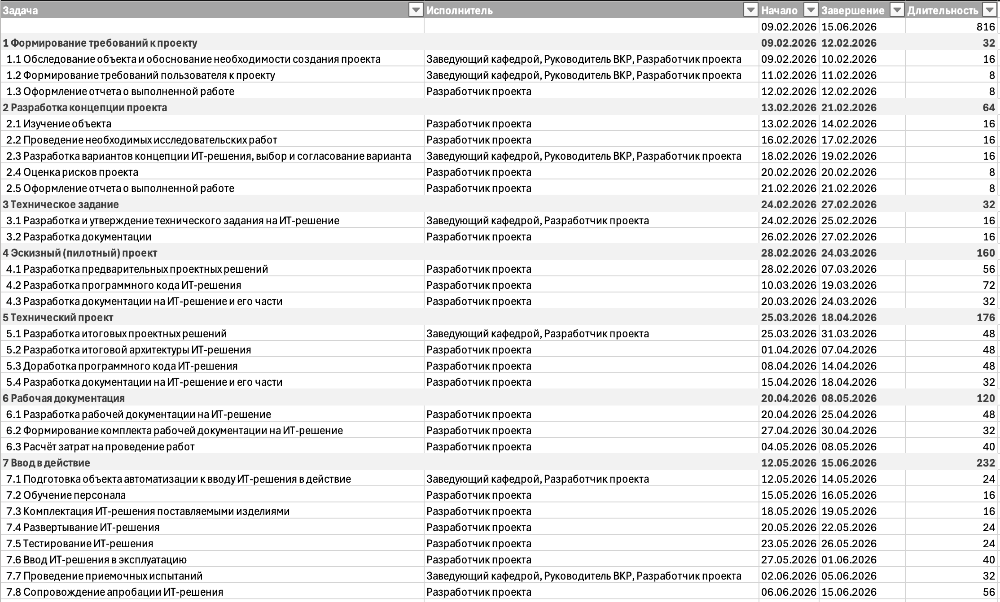 Задача Исполнитель Начало Завершение Длительность
09.02.2026 15.06.2026 816
1 Формирование требований к проекту 09.02.2026 12.02.2026 32
1.1 Обследование объекта и обоснование необходимости создания проекта Заведующий кафедрой, Руководитель ВКР, Разработчик проекта 09.02.2026 10.02.2026 16
1.2 Формирование требований пользователя к проекту Заведующий кафедрой, Руководитель ВКР, Разработчик проекта 11.02.2026 11.02.2026 8
1.3 Оформление отчета о выполненной работе Разработчик проекта 12.02.2026 12.02.2026 8
2 Разработка концепции проекта 13.02.2026 21.02.2026 64
2.1 Изучение объекта Разработчик проекта 13.02.2026 14.02.2026 16
2.2 Проведение необходимых исследовательских работ Разработчик проекта 16.02.2026 17.02.2026 16
2.3 Разработка вариантов концепции ИТ-решения, выбор и согласование варианта Заведующий кафедрой, Руководитель ВКР, Разработчик проекта 18.02.2026 19.02.2026 16
2.4 Оценка рисков проекта Разработчик проекта 20.02.2026 20.02.2026 8
2.5 Оформление отчета о выполненной работе Разработчик проекта 21.02.2026 21.02.2026 8
3 Техническое задание 24.02.2026 27.02.2026 32
3.1 Разработка и утверждение технического задания на ИТ-решение Заведующий кафедрой, Разработчик проекта 24.02.2026 25.02.2026 16
3.2 Разработка документации Разработчик проекта 26.02.2026 27.02.2026 16
4 Эскизный (пилотный) проект 28.02.2026 24.03.2026 160
4.1 Разработка предварительных проектных решений Разработчик проекта 28.02.2026 07.03.2026 56
4.2 Разработка программного кода ИТ-решения Разработчик проекта 10.03.2026 19.03.2026 72
4.3 Разработка документации на ИТ-решение и его части Разработчик проекта 20.03.2026 24.03.2026 32
5 Технический проект 25.03.2026 18.04.2026 176
5.1 Разработка итоговых проектных решений Заведующий кафедрой, Разработчик проекта 25.03.2026 31.03.2026 48
5.2 Разработка итоговой архитектуры ИТ-решения Разработчик проекта 01.04.2026 07.04.2026 48
5.3 Доработка программного кода ИТ-решения Разработчик проекта 08.04.2026 14.04.2026 48
5.4 Разработка документации на ИТ-решение и его части Разработчик проекта 15.04.2026 18.04.2026 32
6 Рабочая документация 20.04.2026 08.05.2026 120
6.1 Разработка рабочей документации на ИТ-решение Разработчик проекта 20.04.2026 25.04.2026 48
6.2 Формирование комплекта рабочей документации на ИТ-решение Разработчик проекта 27.04.2026 30.04.2026 32
6.3 Расчёт затрат на проведение работ Разработчик проекта 04.05.2026 08.05.2026 40
7 Ввод в действие 12.05.2026 15.06.2026 232
7.1 Подготовка объекта автоматизации к вводу ИТ-решения в действие Заведующий кафедрой, Разработчик проекта 12.05.2026 14.05.2026 24
7.2 Обучение персонала Разработчик проекта 15.05.2026 16.05.2026 16
7.3 Комплектация ИТ-решения поставляемыми изделиями Разработчик проекта 18.05.2026 19.05.2026 16
7.4 Развертывание ИТ-решения Разработчик проекта 20.05.2026 22.05.2026 24
7.5 Тестирование ИТ-решения Разработчик проекта 23.05.2026 26.05.2026 24
7.6 Ввод ИТ-решения в эксплуатацию Разработчик проекта 27.05.2026 01.06.2026 40
7.7 Проведение приемочных испытаний Заведующий кафедрой, Руководитель ВКР, Разработчик проекта 02.06.2026 05.06.2026 32
7.8 Сопровождение апробации ИТ-решения Разработчик проекта 06.06.2026 15.06.2026 56